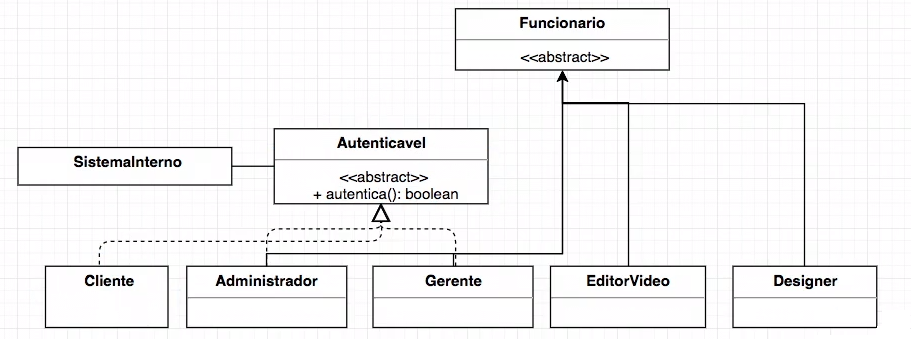 Funcionario
<<abstract>>
Autenticavel
<<abstract>>
+ autentica(): boolean
SistemaInterno
Cliente
Administrador
Gerente
EditorVideo
Designer